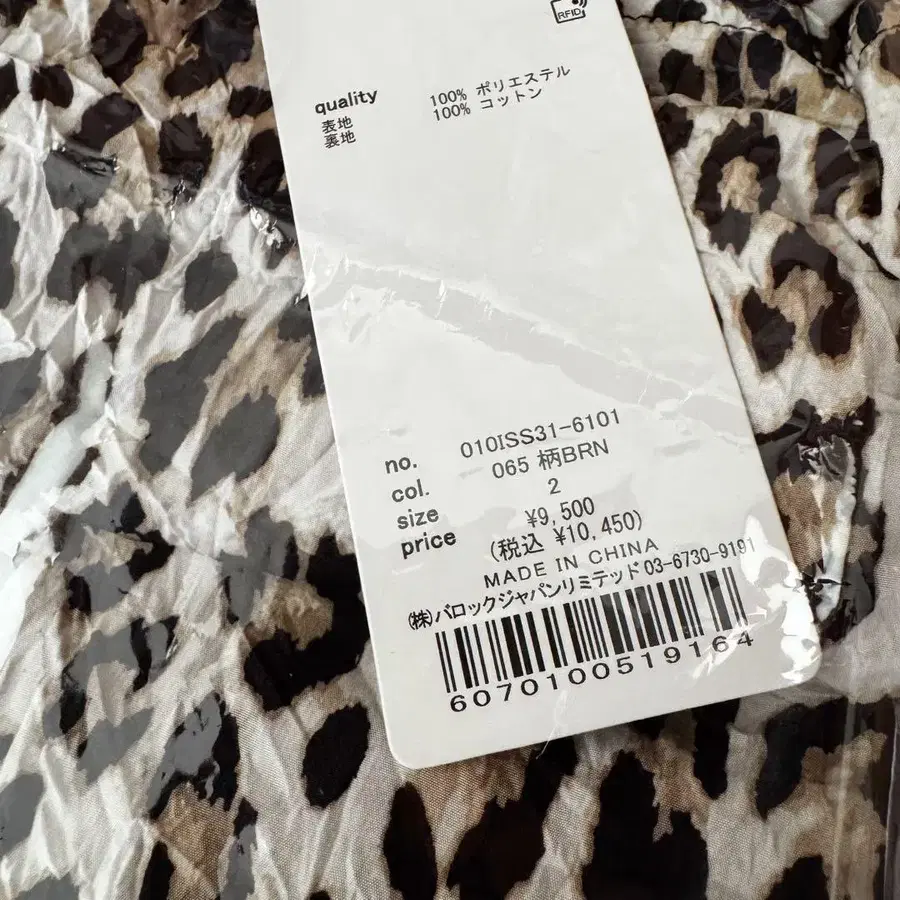 RFID
quality
表地 100% ポリエステル
裏地 100% コットン
no. 010ISS31-6101
col. 065 柄BRN
size 2
price ¥9,500
(税込 ¥10,450)
MADE IN CHINA
(株)バロックジャパンリミテッド 03-6730-9191
6070100519164